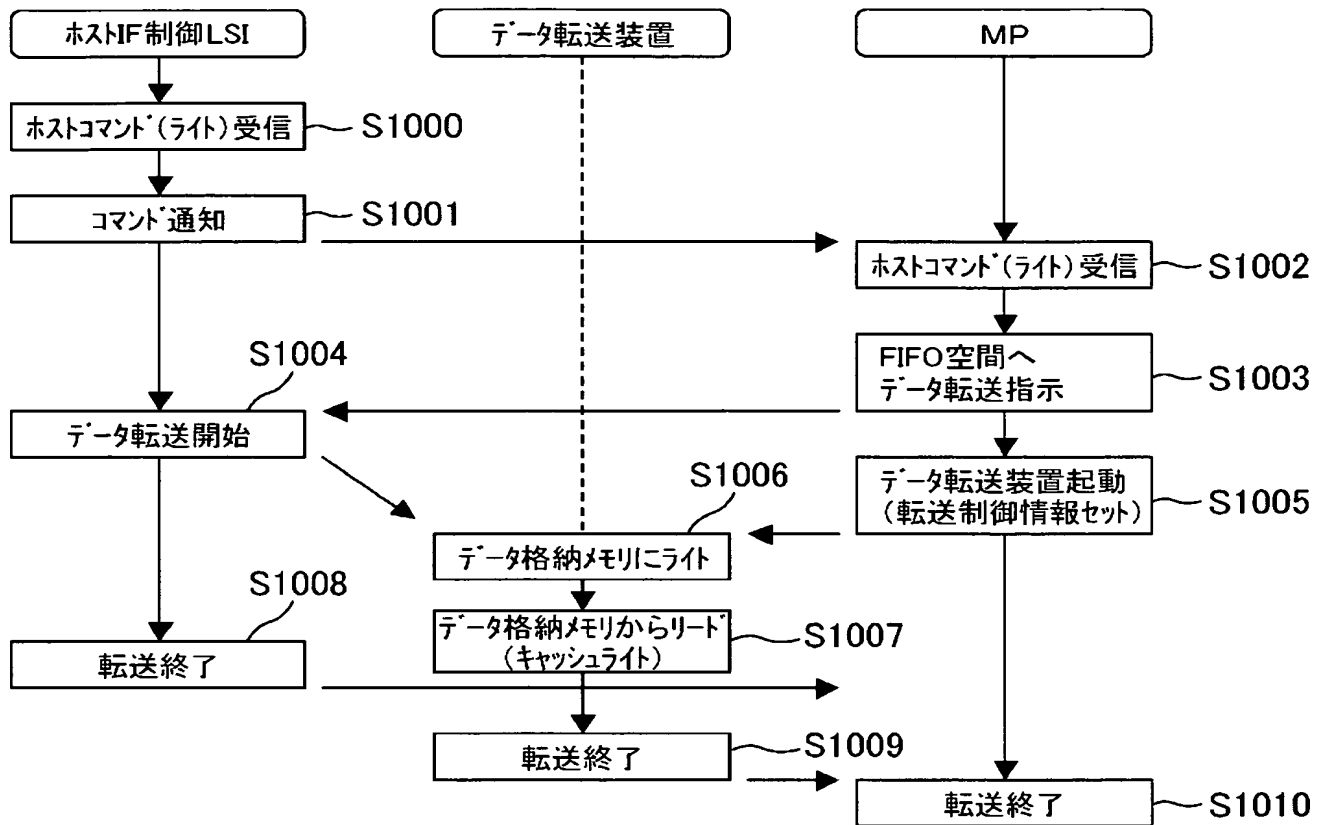 ホストIF制御LSI
データ転送装置
MP
ホストコマンド(ライト)受信
S1000
コマンド通知
S1001
ホストコマンド(ライト)受信
S1002
FIFO空間へ
データ転送指示
S1003
S1004
データ転送開始
データ転送装置起動
(転送制御情報セット)
S1005
S1006
データ格納メモリにライト
データ格納メモリからリード
(キャッシュライト)
S1007
S1008
転送終了
転送終了
S1009
転送終了
S1010